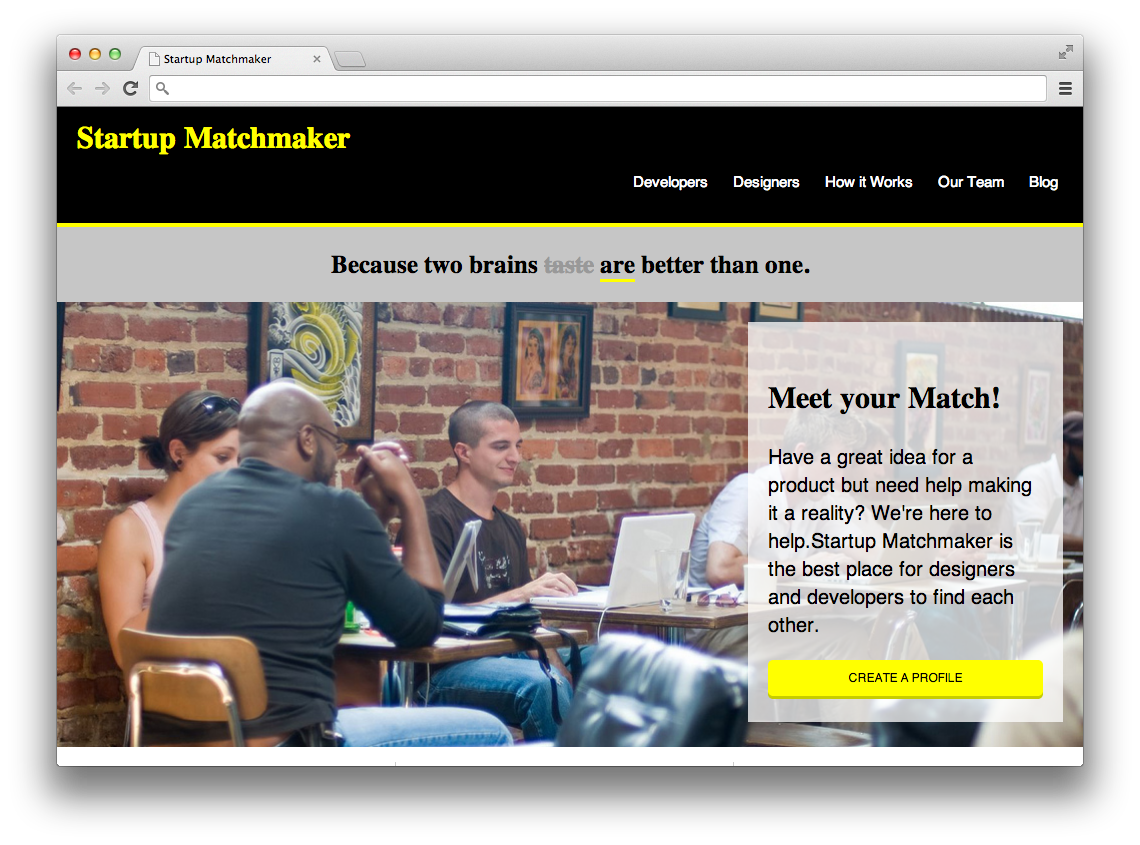 Startup Matchmaker
Startup Matchmaker
Developers Designers How it Works Our Team Blog
Because two brains taste are better than one.
Meet your Match!
Have a great idea for a
product but need help making
it a reality? We're here to
help.Startup Matchmaker is
the best place for designers
and developers to find each
other.
CREATE A PROFILE